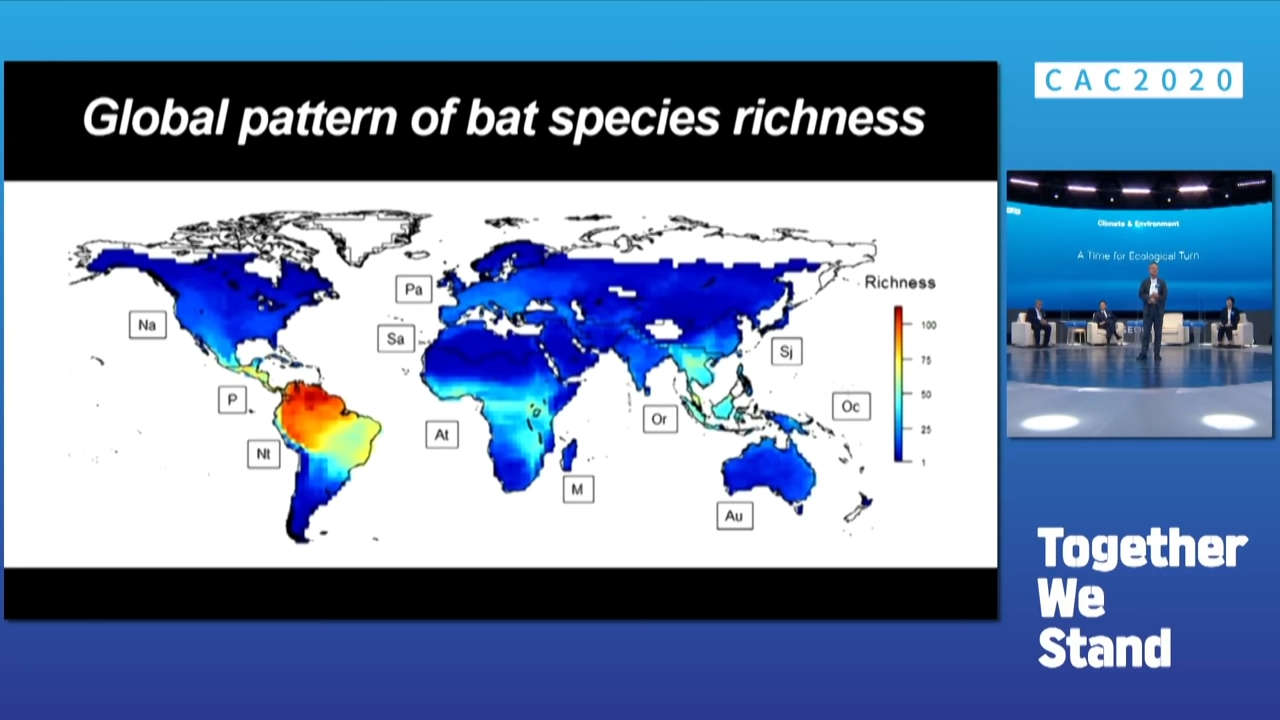 Global pattern of bat species richness
CAC2020
Climate & Environment
A Time for Ecological Turn
Pa
Richness
Na
Sa
100
Sj
75
P
50
Or
Oc
At
25
Nt
1
M
Au
Together
We
Stand